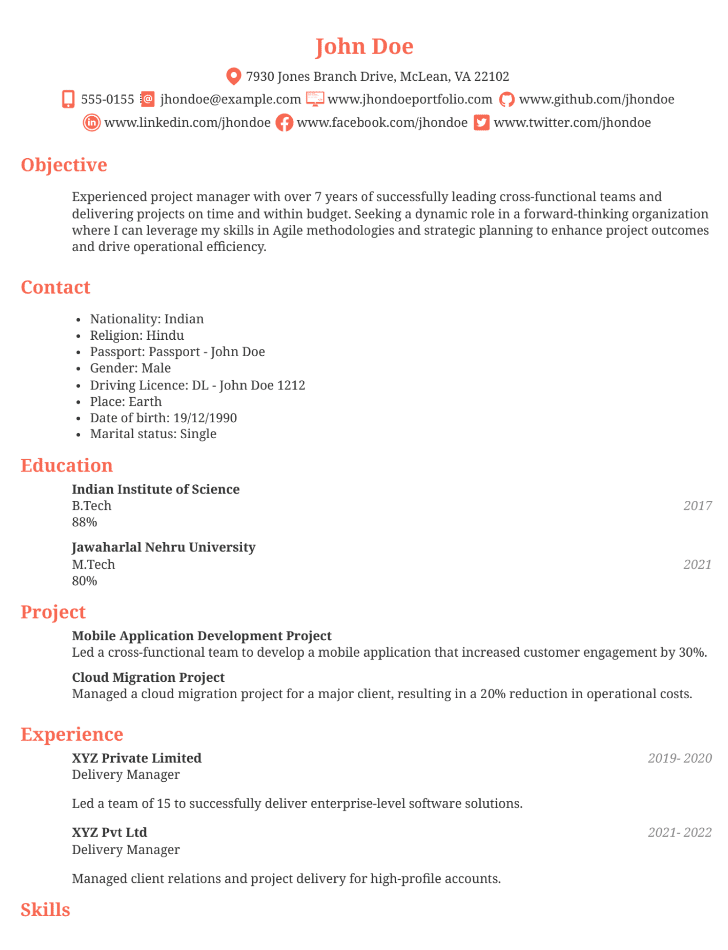 John Doe
7930 Jones Branch Drive, McLean, VA 22102
555-0155 jhondoe@example.com www.jhondoeportfolio.com www.github.com/jhondoe
www.linkedin.com/jhondoe www.facebook.com/jhondoe www.twitter.com/jhondoe
Objective
Experienced project manager with over 7 years of successfully leading cross-functional teams and
delivering projects on time and within budget. Seeking a dynamic role in a forward-thinking organization
where I can leverage my skills in Agile methodologies and strategic planning to enhance project outcomes
and drive operational efficiency.
Contact
• Nationality: Indian
• Religion: Hindu
• Passport: Passport - John Doe
• Gender: Male
• Driving Licence: DL - John Doe 1212
• Place: Earth
• Date of birth: 19/12/1990
• Marital status: Single
Education
Indian Institute of Science
B.Tech 2017
88%
Jawaharlal Nehru University
M.Tech 2021
80%
Project
Mobile Application Development Project
Led a cross-functional team to develop a mobile application that increased customer engagement by 30%.
Cloud Migration Project
Managed a cloud migration project for a major client, resulting in a 20% reduction in operational costs.
Experience
XYZ Private Limited 2019- 2020
Delivery Manager
Led a team of 15 to successfully deliver enterprise-level software solutions.
XYZ Pvt Ltd 2021- 2022
Delivery Manager
Managed client relations and project delivery for high-profile accounts.
Skills